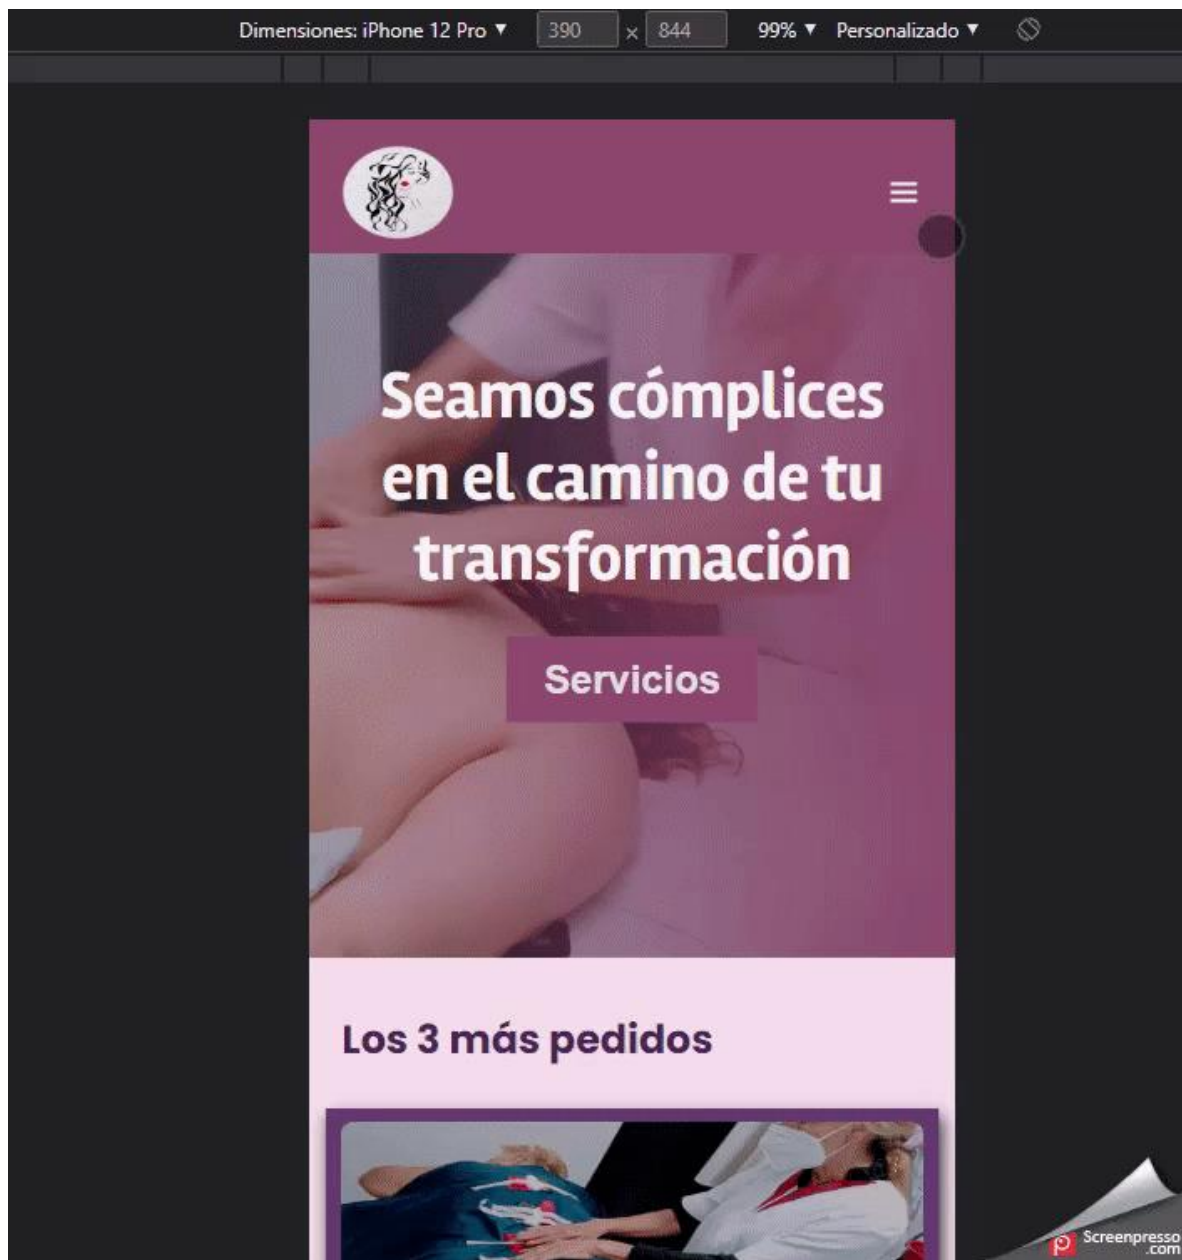 Dimensiones: iPhone 12 Pro ▼ 390 × 844 99% ▼ Personalizado ▼
Seamos cómplices
en el camino de tu
transformación
Servicios
Los 3 más pedidos
Screenpresso
.com